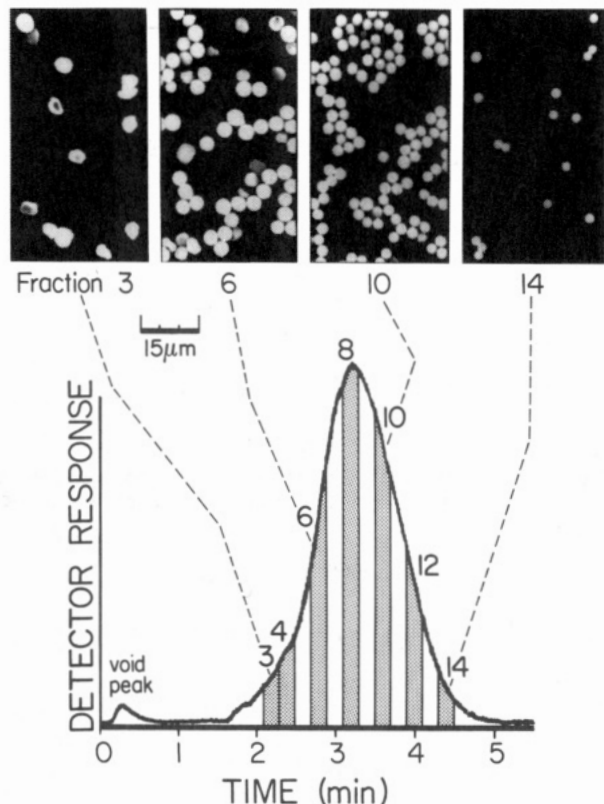 Fraction 3 6 10 14
15μm
8
10
6
12
4
3
14
void
peak
DETECTOR RESPONSE
0 1 2 3 4 5
TIME (min)